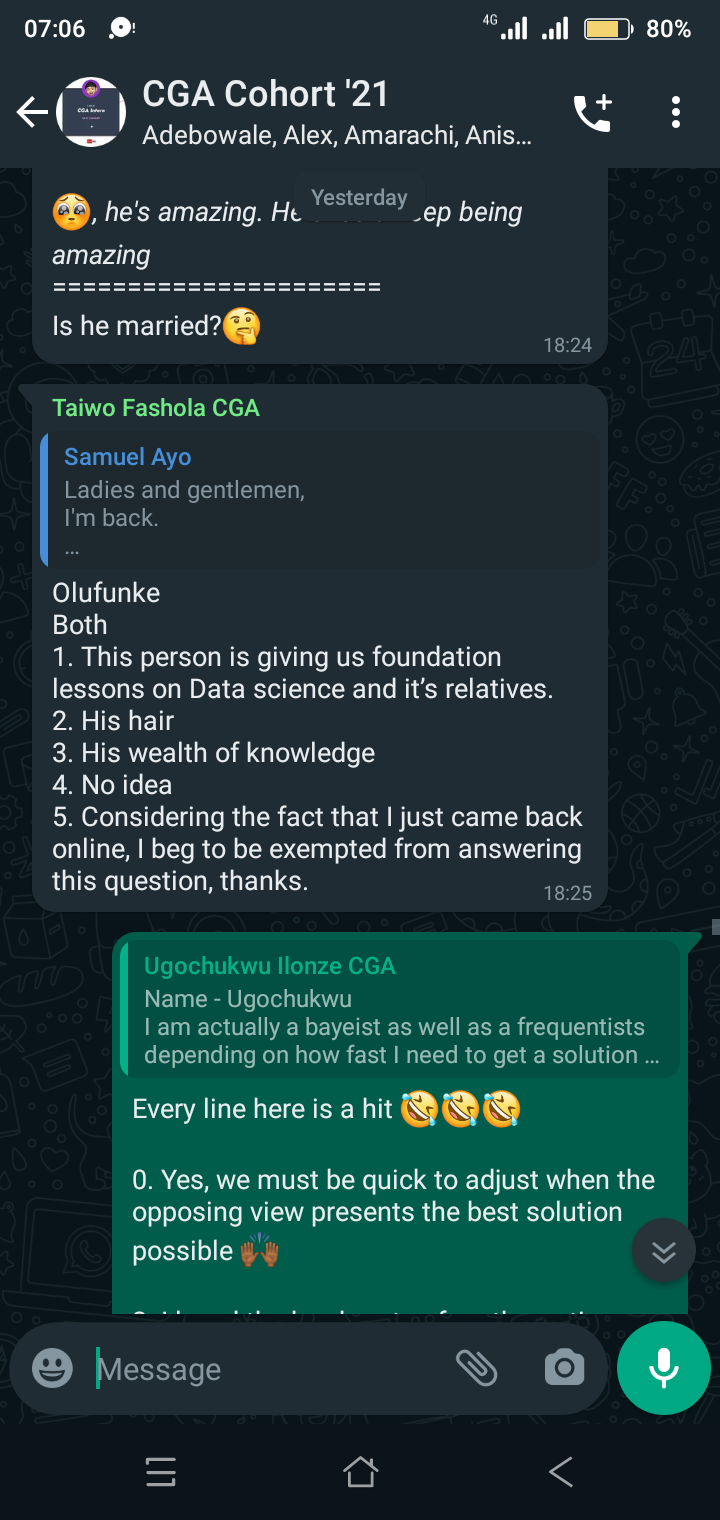 07:06
4G
80%
CGA Cohort '21
Adebowale, Alex, Amarachi, Anis...
Yesterday
🥺, he's amazing. He being
amazing
======================
Is he married?🤔
18:24
Taiwo Fashola CGA
Samuel Ayo
Ladies and gentlemen,
I'm back.
...
Olufunke
Both
1. This person is giving us foundation
lessons on Data science and it’s relatives.
2. His hair
3. His wealth of knowledge
4. No idea
5. Considering the fact that I just came back
online, I beg to be exempted from answering
this question, thanks.
18:25
Ugochukwu Ilonze CGA
Name - Ugochukwu
I am actually a bayeist as well as a frequentists
depending on how fast I need to get a solution ...
Every line here is a hit 🤣🤣🤣
0. Yes, we must be quick to adjust when the
opposing view presents the best solution
possible 🙌🏾
Message